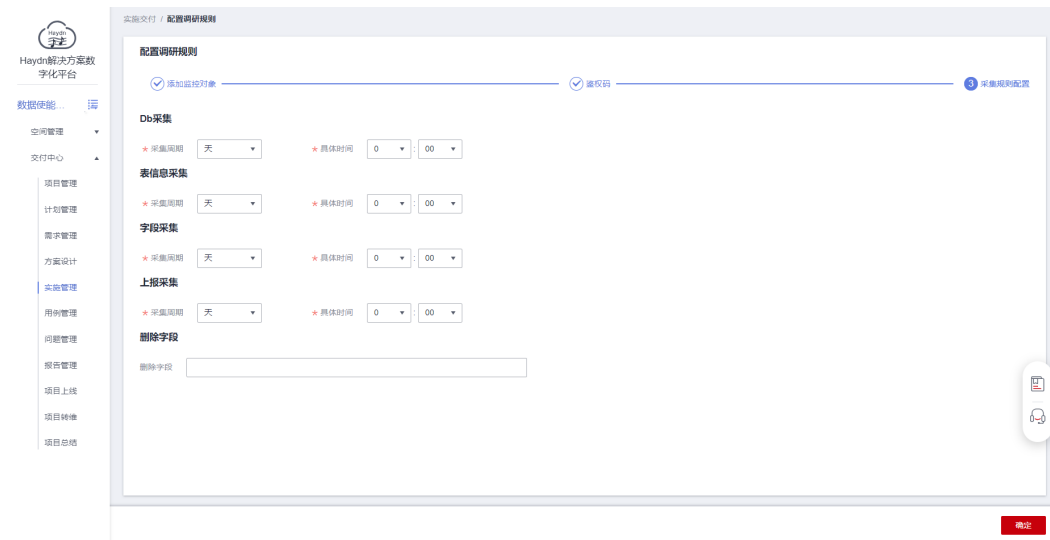 实施交付 / 配置调研规则
Haydn
Haydn解决方案数
字化平台
数据使能...
空间管理
交付中心
项目管理
计划管理
需求管理
方案设计
实施管理
用例管理
问题管理
报告管理
项目上线
项目转维
项目总结
配置调研规则
添加监控对象
鉴权码
3 采集规则配置
Db采集
* 采集周期 天 * 具体时间 0 : 00
表信息采集
* 采集周期 天 * 具体时间 0 : 00
字段采集
* 采集周期 天 * 具体时间 0 : 00
上报采集
* 采集周期 天 * 具体时间 0 : 00
删除字段
删除字段
确定